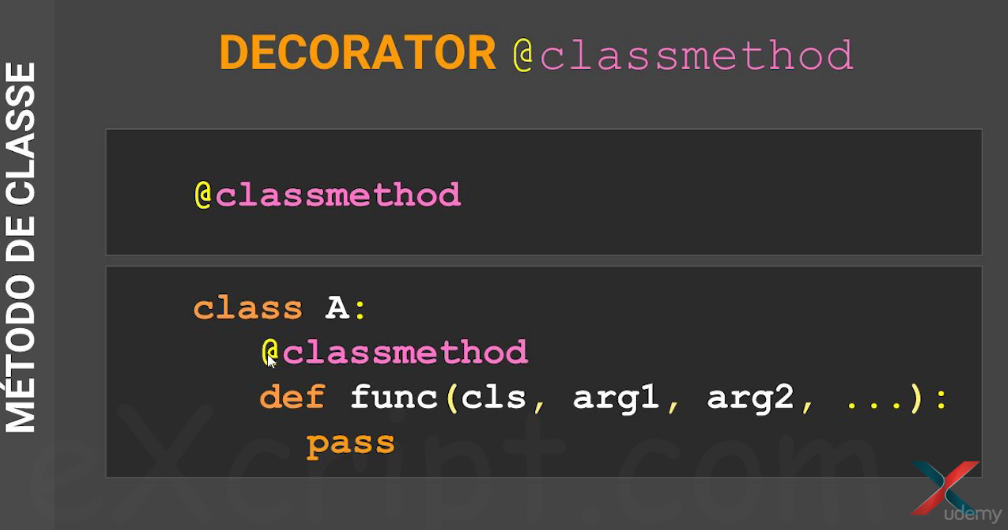 MÉTODO DE CLASSE
DECORATOR @classmethod
@classmethod
class A:
@classmethod
def func(cls, arg1, arg2, ...):
pass
eXcript.com
udemy